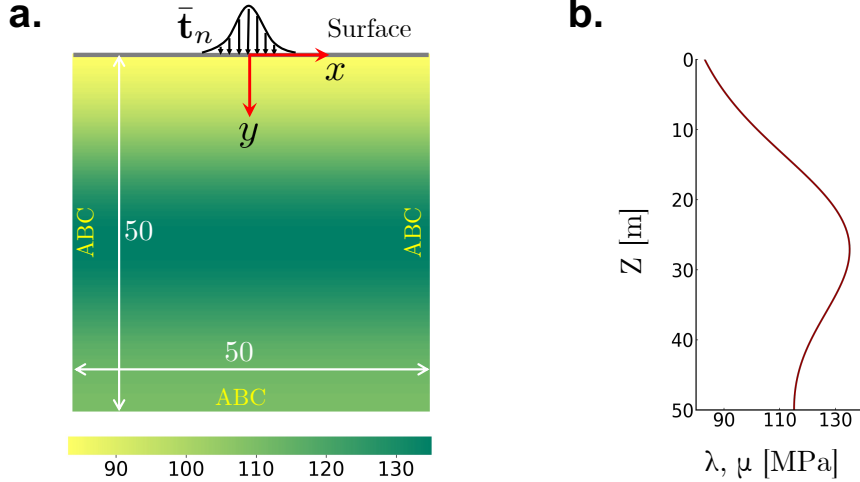 a.
t̄ₙ
Surface
x
y
ABC
50
ABC
50
ABC
90 100 110 120 130
b.
0
10
20
30
40
50
Z [m]
90 110 130
λ, μ [MPa]